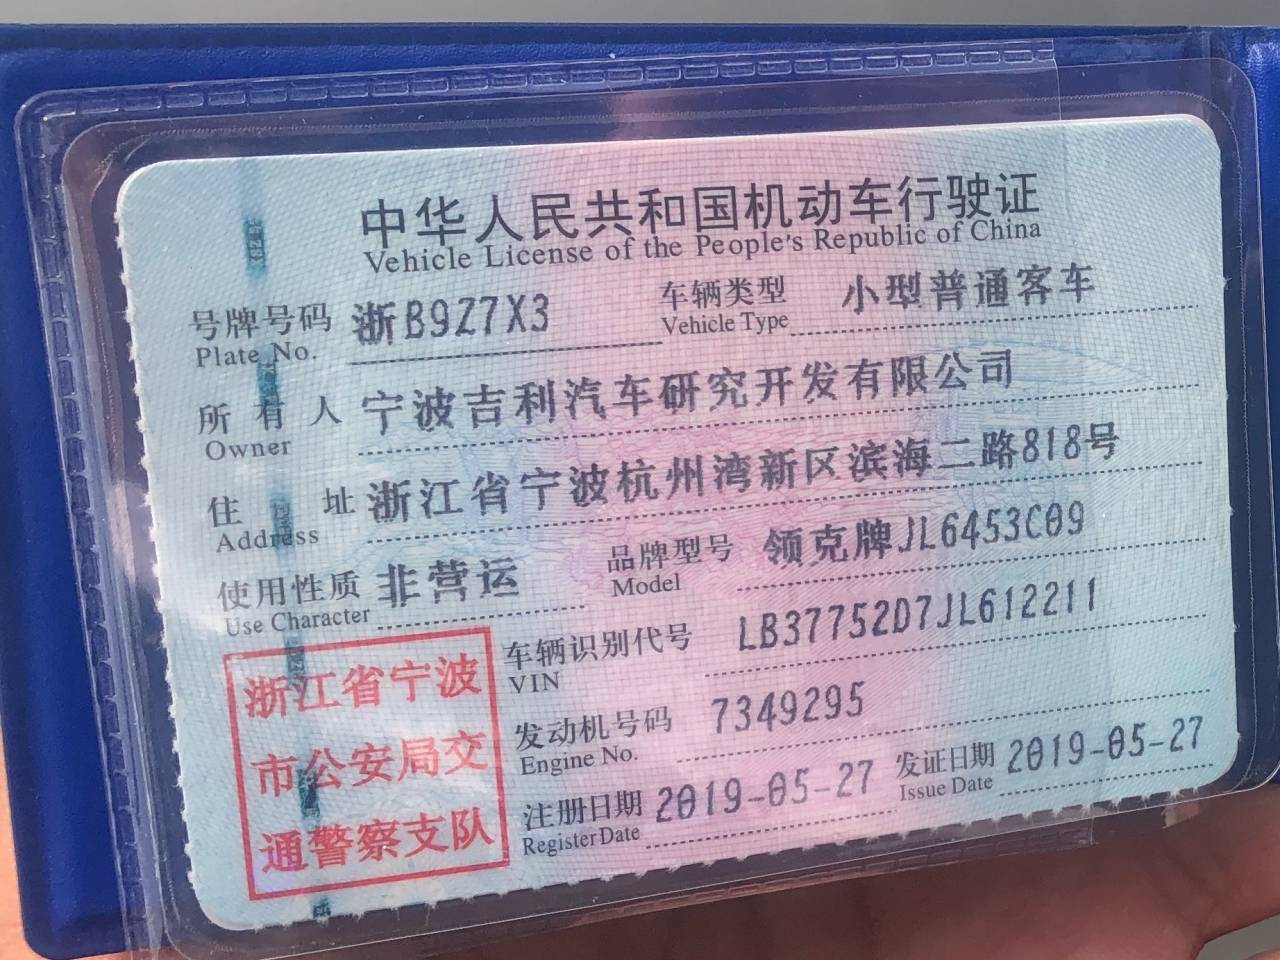 中华人民共和国机动车行驶证
Vehicle License of the People's Republic of China
号牌号码 浙B9Z7X3 车辆类型 小型普通客车
Plate No. Vehicle Type
所有人 宁波吉利汽车研究开发有限公司
Owner
住址 浙江省宁波杭州湾新区滨海二路818号
Address
使用性质 非营运 品牌型号 领克牌JL6453C09
Use Character Model
车辆识别代号 LB37752D7JL612211
VIN
发动机号码 7349295
Engine No.
注册日期 2019-05-27 发证日期 2019-05-27
Register Date Issue Date
浙江省宁波
市公安局交
通警察支队